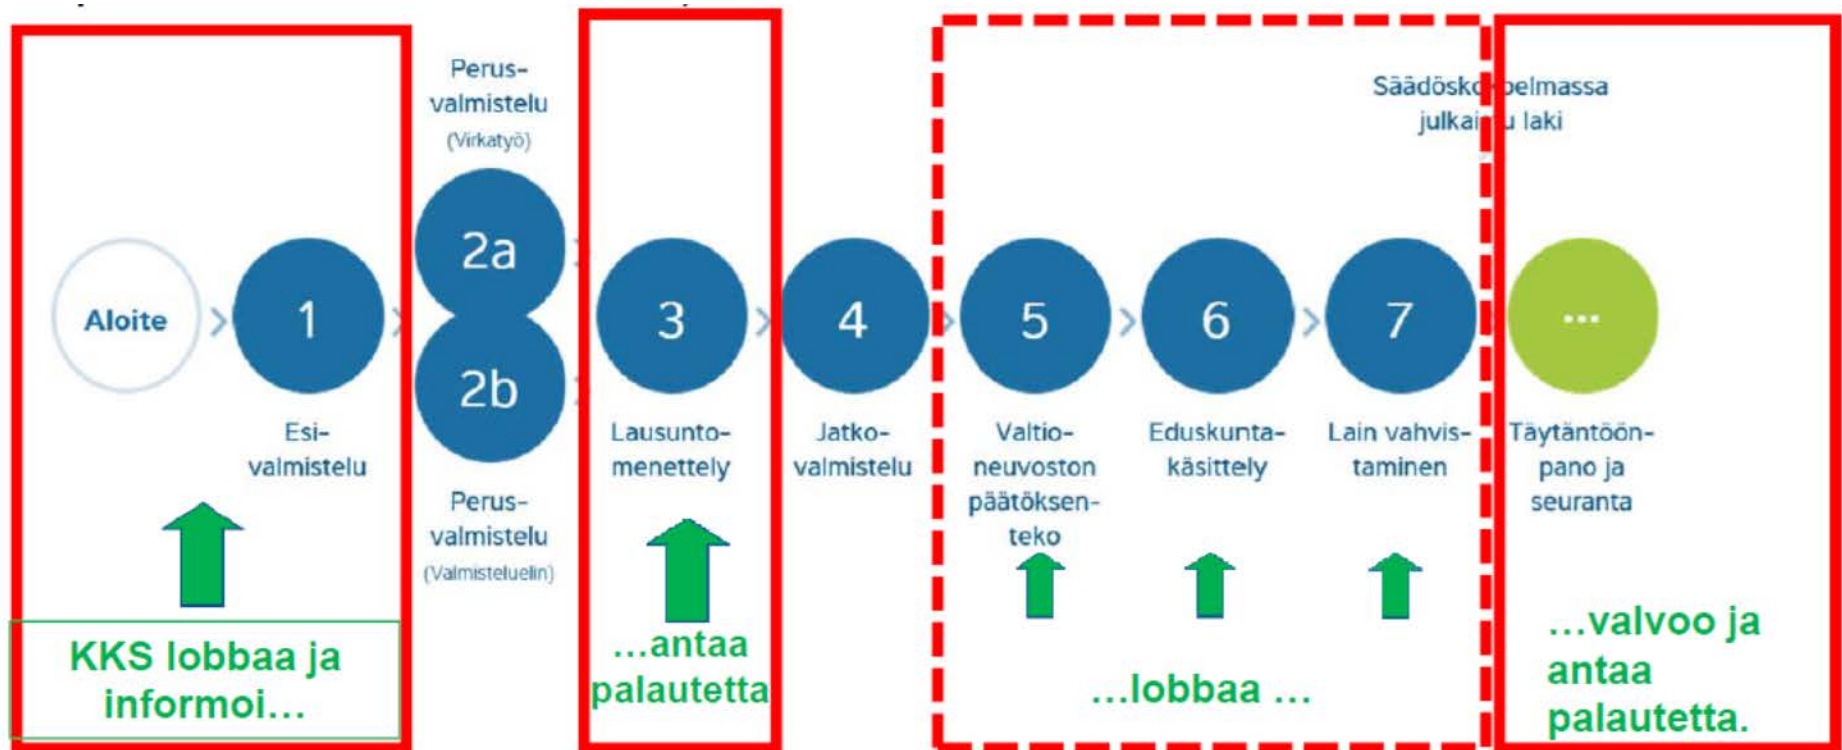 Aloite
1
Esi-
valmistelu
KKS lobbaa ja
informoi…
Perus-
valmistelu
(Virkatyö)
2a
2b
Perus-
valmistelu
(Valmisteluelin)
3
Lausunto-
menettely
…antaa
palautetta
4
Jatko-
valmistelu
5
Valtio-
neuvoston
päätöksen-
teko
6
Eduskunta-
käsittely
7
Lain vahvis-
taminen
…lobbaa …
laki
...
Täytäntöön-
pano ja
seuranta
…valvoo ja
antaa
palautetta.